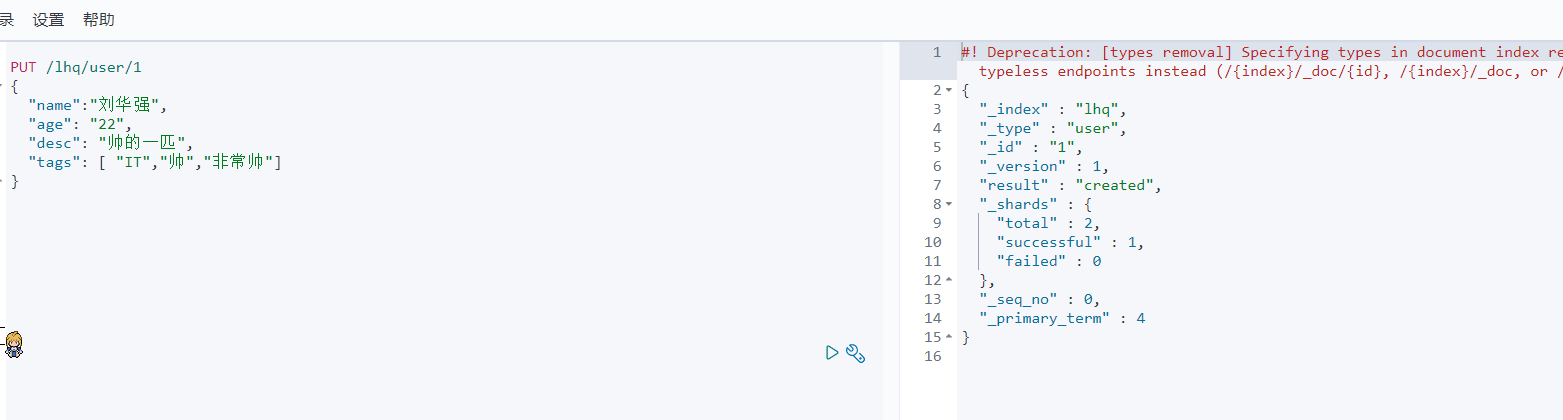 录 设置 帮助
PUT /lhq/user/1
{
"name":"刘华强",
"age": "22",
"desc": "帅的一匹",
"tags": [ "IT","帅","非常帅"]
}
1 #! Deprecation: [types removal] Specifying types in document index re
typeless endpoints instead (/{index}/_doc/{id}, /{index}/_doc, or /
2 {
3 "_index" : "lhq",
4 "_type" : "user",
5 "_id" : "1",
6 "_version" : 1,
7 "result" : "created",
8 "_shards" : {
9 "total" : 2,
10 "successful" : 1,
11 "failed" : 0
12 },
13 "_seq_no" : 0,
14 "_primary_term" : 4
15 }
16